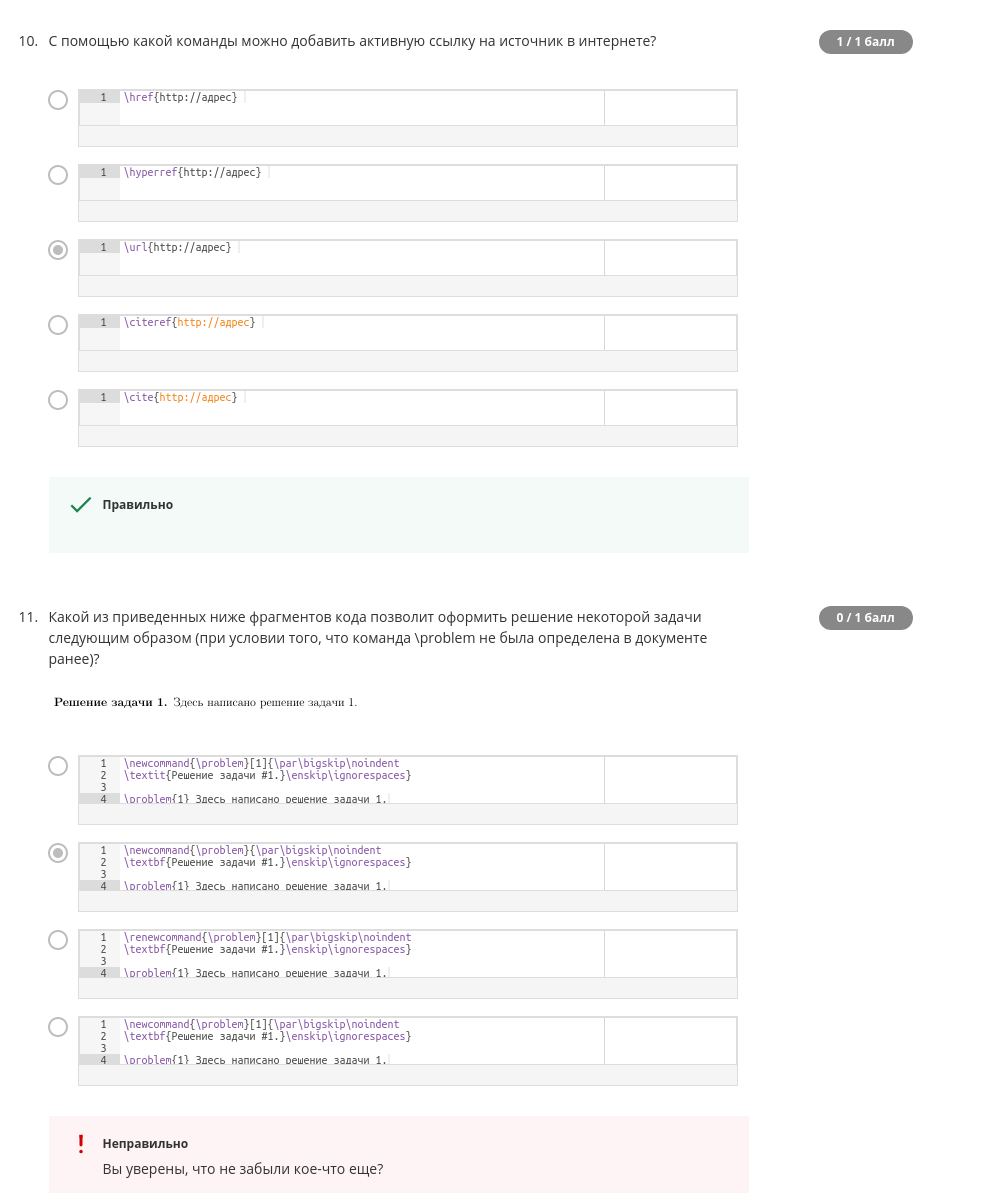 10. С помощью какой команды можно добавить активную ссылку на источник в интернете?
1 / 1 балл
1 \href{http://адрес}
1 \hyperref{http://адрес}
1 \url{http://адрес}
1 \citeref{http://адрес}
1 \cite{http://адрес}
Правильно
11. Какой из приведенных ниже фрагментов кода позволит оформить решение некоторой задачи
следующим образом (при условии того, что команда \problem не была определена в документе
ранее)?
0 / 1 балл
Решение задачи 1. Здесь написано решение задачи 1.
1 \newcommand{\problem}[1]{\par\bigskip\noindent
2 \textit{Решение задачи #1.}\enskip\ignorespaces}
3
4 \problem{1} Здесь написано решение задачи 1.
1 \newcommand{\problem}{\par\bigskip\noindent
2 \textbf{Решение задачи #1.}\enskip\ignorespaces}
3
4 \problem{1} Здесь написано решение задачи 1.
1 \renewcommand{\problem}[1]{\par\bigskip\noindent
2 \textbf{Решение задачи #1.}\enskip\ignorespaces}
3
4 \problem{1} Здесь написано решение задачи 1.
1 \newcommand{\problem}[1]{\par\bigskip\noindent
2 \textbf{Решение задачи #1.}\enskip\ignorespaces}
3
4 \problem{1} Здесь написано решение задачи 1.
Неправильно
Вы уверены, что не забыли кое-что еще?